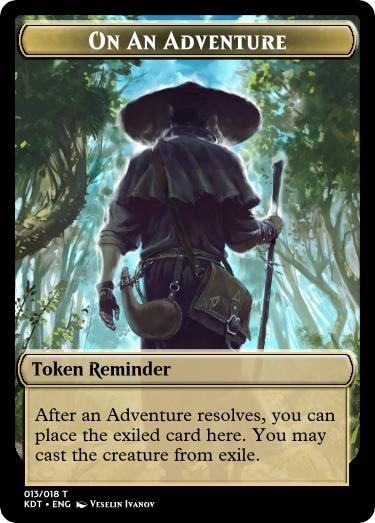 On An Adventure
Token Reminder
After an Adventure resolves, you can
place the exiled card here. You may
cast the creature from exile.
013/018 T
KDT • ENG Veselin Ivanov